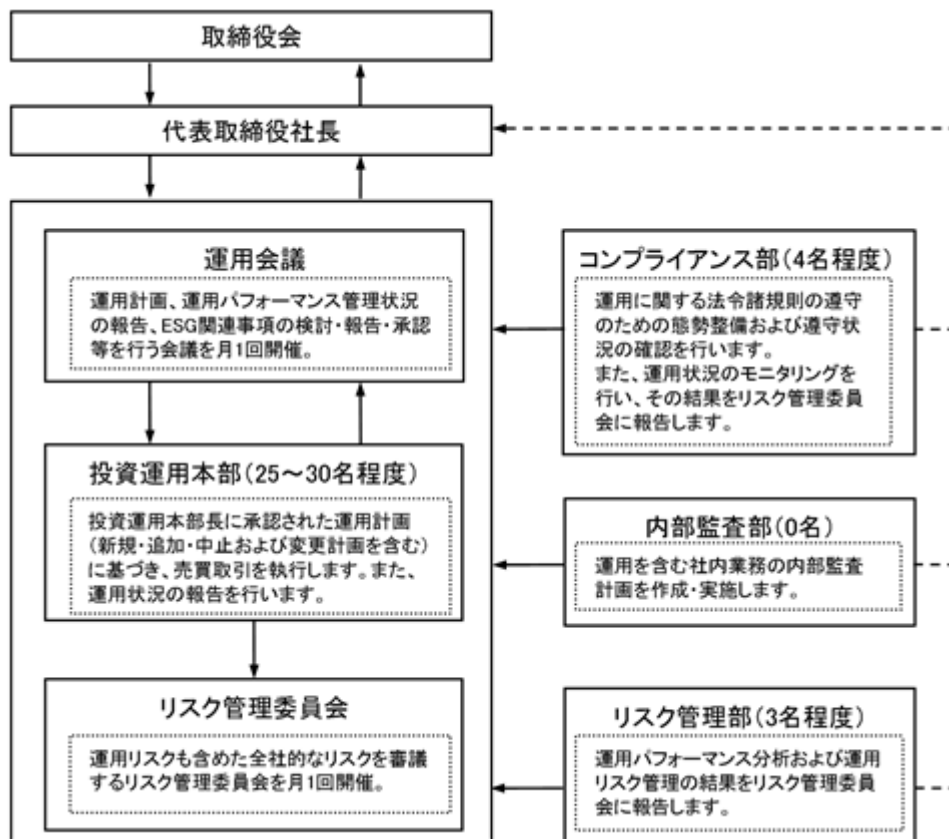 取締役会
代表取締役社長
運用会議
運用計画、運用パフォーマンス管理状況
の報告、ESG関連事項の検討・報告・承認
等を行う会議を月1回開催。
投資運用本部(25～30名程度)
投資運用本部長に承認された運用計画
(新規・追加・中止および変更計画を含む)
に基づき、売買取引を執行します。また、
運用状況の報告を行います。
リスク管理委員会
運用リスクも含めた全社的なリスクを審議
するリスク管理委員会を月1回開催。
コンプライアンス部(4名程度)
運用に関する法令諸規則の遵守
のための態勢整備および遵守状
況の確認を行います。
また、運用状況のモニタリングを
行い、その結果をリスク管理委員
会に報告します。
内部監査部(0名)
運用を含む社内業務の内部監査
計画を作成・実施します。
リスク管理部(3名程度)
運用パフォーマンス分析および運用
リスク管理の結果をリスク管理委員
会に報告します。